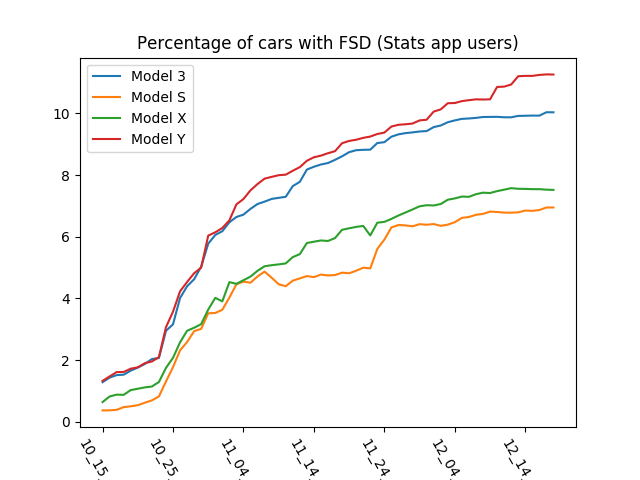 Percentage of cars with FSD (Stats app users)
Model 3
Model S
Model X
Model Y
10
8
6
4
2
0
10_15.
10_25.
11_04.
11_14.
11_24.
12_04.
12_14.